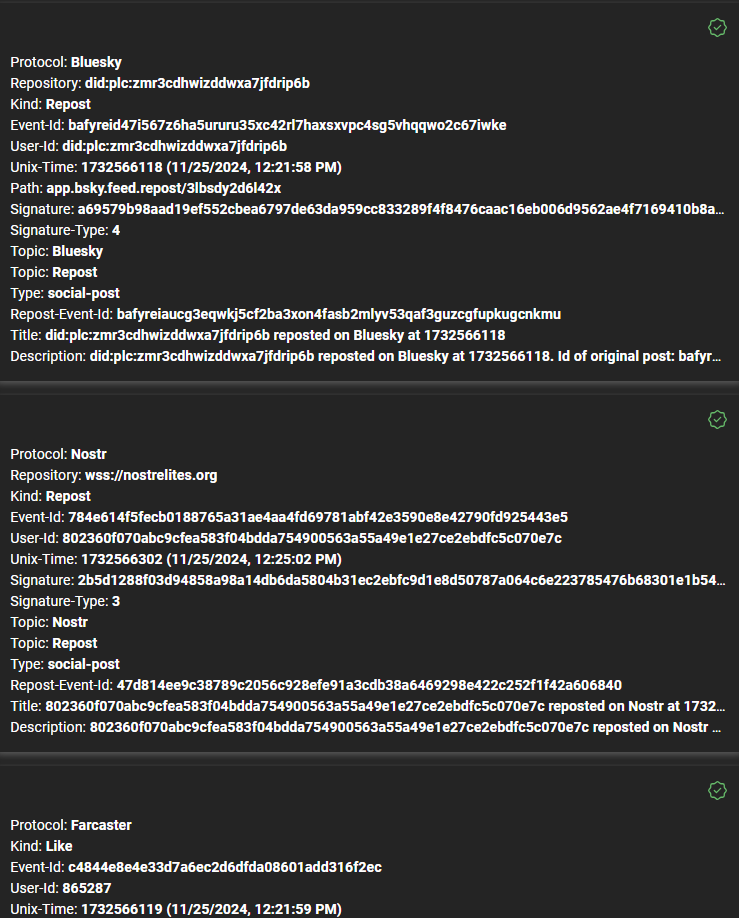 Protocol: Bluesky
Repository: did:plc:zmr3cdhwizddwxa7jfdrip6b
Kind: Repost
Event-Id: bafyreid47i567z6ha5ururu35xc42rl7haxsxvpc4sg5vhqqwo2c67iwke
User-Id: did:plc:zmr3cdhwizddwxa7jfdrip6b
Unix-Time: 1732566118 (11/25/2024, 12:21:58 PM)
Path: app.bsky.feed.repost/3lbsdy2d6l42x
Signature: a69579b98aad19ef552cbea6797de63da959cc833289f4f8476caac16eb006d9562ae4f7169410b8a...
Signature-Type: 4
Topic: Bluesky
Topic: Repost
Type: social-post
Repost-Event-Id: bafyreiaucg3eqwkj5cf2ba3xon4fasb2mlyv53qaf3guzcgfupkugcnkmu
Title: did:plc:zmr3cdhwizddwxa7jfdrip6b reposted on Bluesky at 1732566118
Description: did:plc:zmr3cdhwizddwxa7jfdrip6b reposted on Bluesky at 1732566118. Id of original post: bafyr...
Protocol: Nostr
Repository: wss://nostrelites.org
Kind: Repost
Event-Id: 784e614f5fecb0188765a31ae4aa4fd69781abf42e3590e8e42790fd925443e5
User-Id: 802360f070abc9cfea583f04bdda754900563a55a49e1e27ce2ebdfc5c070e7c
Unix-Time: 1732566302 (11/25/2024, 12:25:02 PM)
Signature: 2b5d1288f03d94858a98a14db6da5804b31ec2ebfc9d1e8d50787a064c6e223785476b68301e1b54...
Signature-Type: 3
Topic: Nostr
Topic: Repost
Type: social-post
Repost-Event-Id: 47d814ee9c38789c2056c928efe91a3cdb38a6469298e422c252f1f42a606840
Title: 802360f070abc9cfea583f04bdda754900563a55a49e1e27ce2ebdfc5c070e7c reposted on Nostr at 1732...
Description: 802360f070abc9cfea583f04bdda754900563a55a49e1e27ce2ebdfc5c070e7c reposted on Nostr ...
Protocol: Farcaster
Kind: Like
Event-Id: c4844e8e4e33d7a6ec2d6dfda08601add316f2ec
User-Id: 865287
Unix-Time: 1732566119 (11/25/2024, 12:21:59 PM)